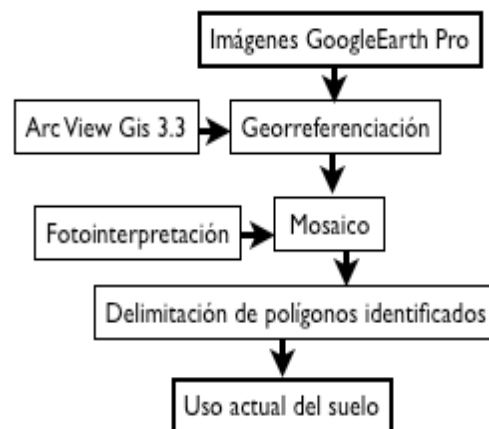 Imágenes GoogleEarth Pro
Arc View Gis 3.3
Georreferenciación
Mosaico
Fotointerpretación
Delimitación de polígonos identificados
Uso actual del suelo